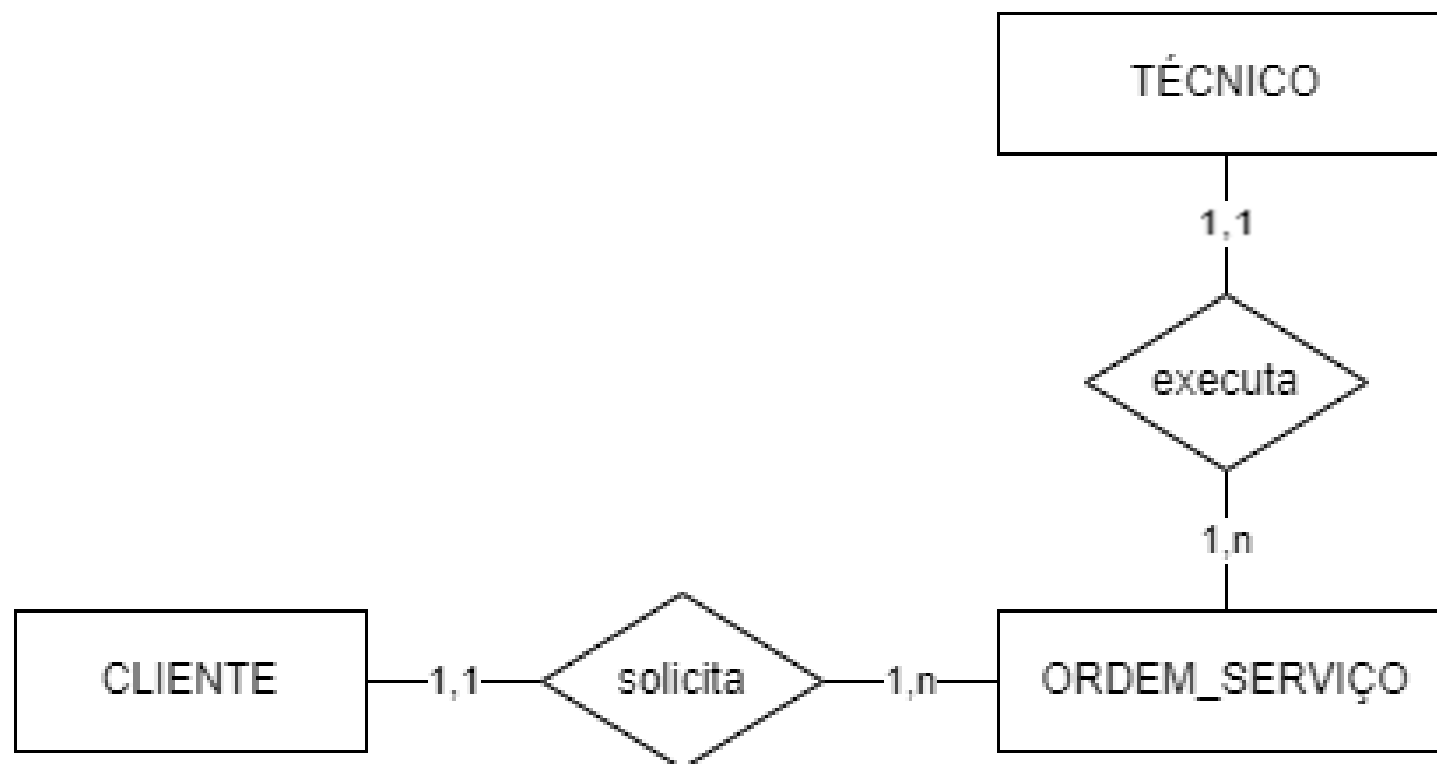 TÉCNICO
1,1
executa
1,n
CLIENTE
1,1
solicita
1,n
ORDEM_SERVIÇO